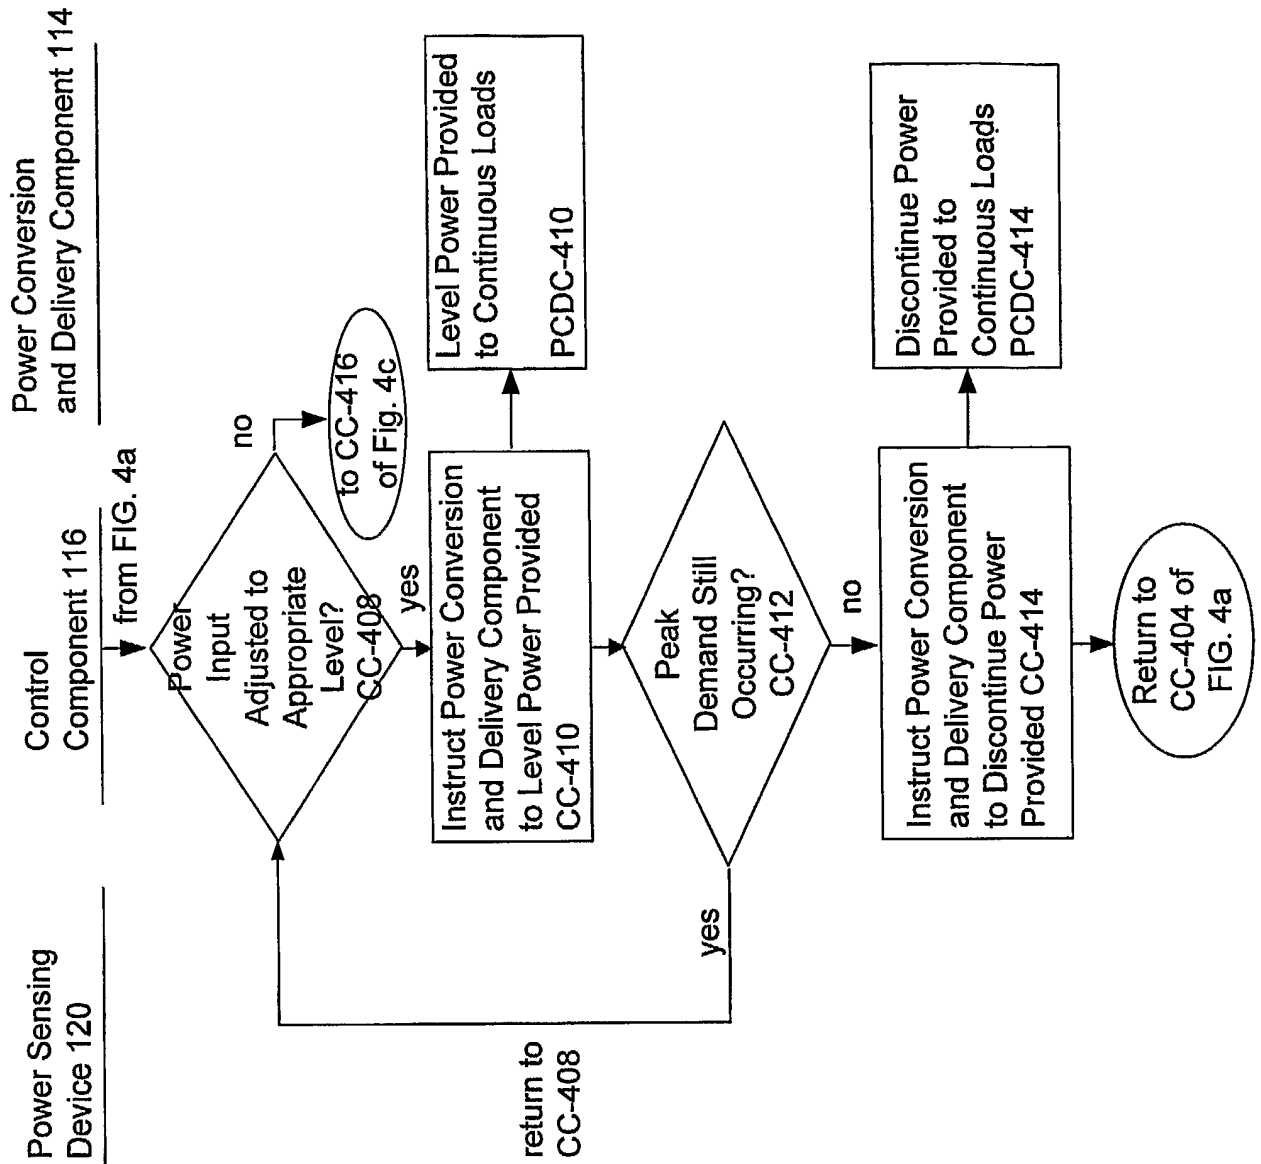 Power Sensing
Device 120
Control
Component 116
Power Conversion
and Delivery Component 114
from FIG. 4a
Power
Input
Adjusted to
Appropriate
Level?
CC-408
no
to CC-416
of Fig. 4c
yes
Instruct Power Conversion
and Delivery Component
to Level Power Provided
CC-410
Level Power Provided
to Continuous Loads
PCDC-410
return to
CC-408
Peak
Demand Still
Occurring?
CC-412
yes
no
Instruct Power Conversion
and Delivery Component
to Discontinue Power
Provided CC-414
Discontinue Power
Provided to
Continuous Loads
PCDC-414
Return to
CC-404 of
FIG. 4a